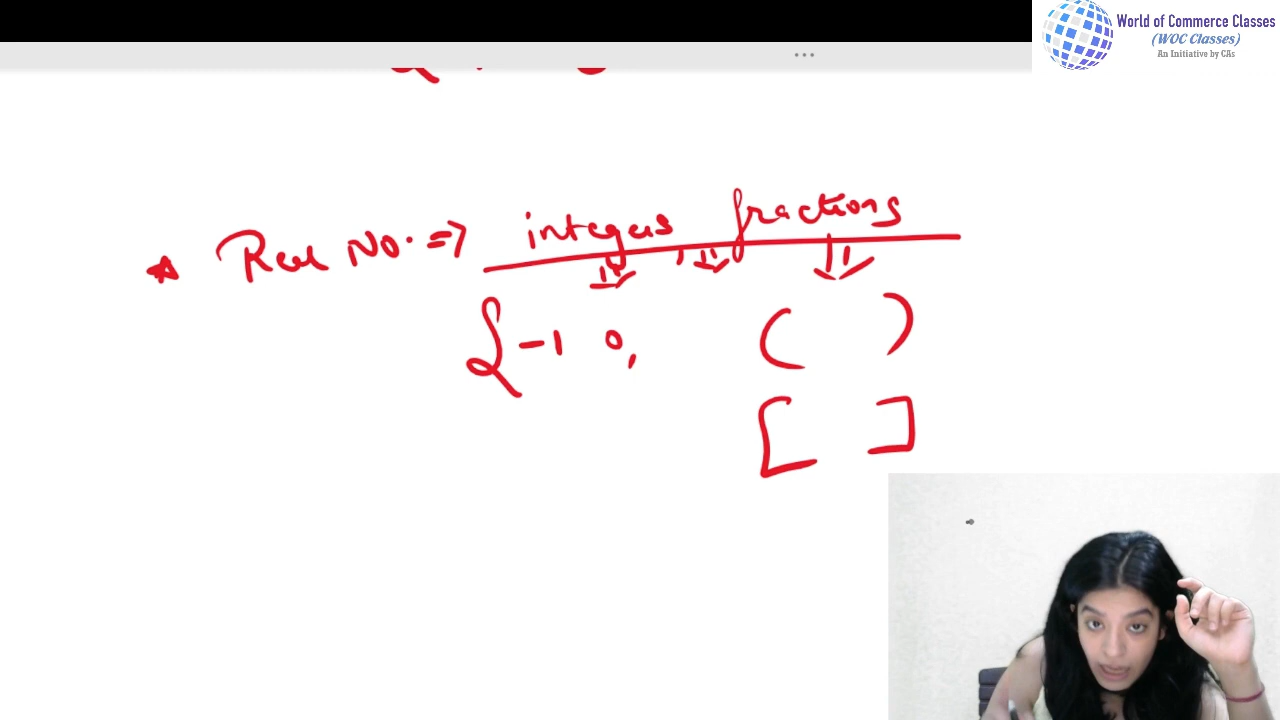 World of Commerce Classes
(WOC Classes)
An Initiative by CAs
Real No. => integers, fractions
{ -1 0, ( )
[ ]